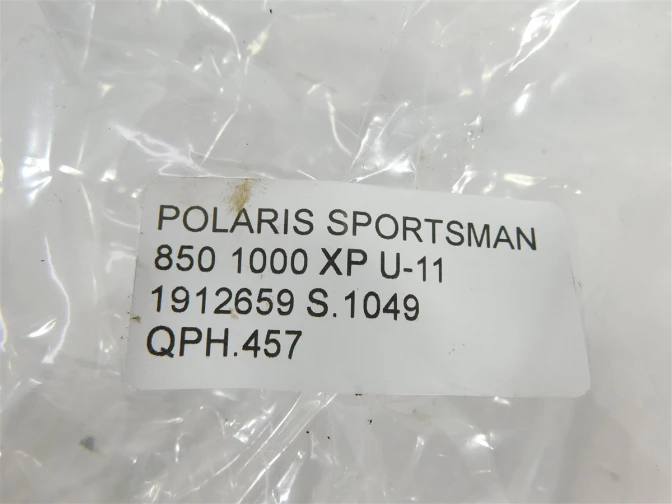 POLARIS SPORTSMAN
850 1000 XP U-11
1912659 S.1049
QPH.457